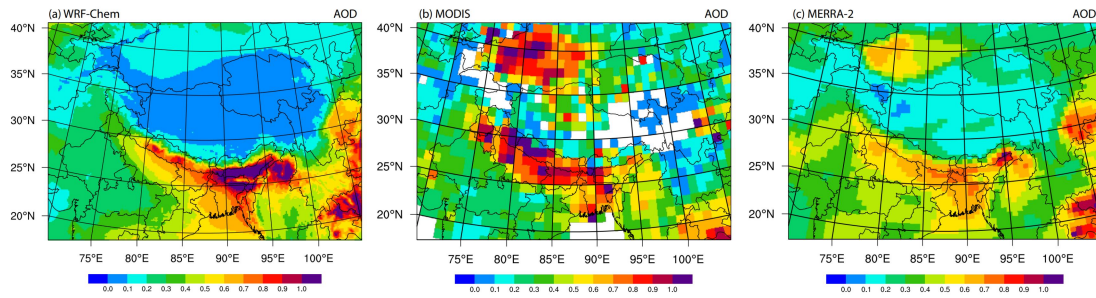 (a) WRF-Chem AOD
40°N
35°N
30°N
25°N
20°N
75°E 80°E 85°E 90°E 95°E 100°E
0.0 0.1 0.2 0.3 0.4 0.5 0.6 0.7 0.8 0.9 1.0
(b) MODIS AOD
40°N
35°N
30°N
25°N
20°N
75°E 80°E 85°E 90°E 95°E 100°E
0.0 0.1 0.2 0.3 0.4 0.5 0.6 0.7 0.8 0.9 1.0
(c) MERRA-2 AOD
40°N
35°N
30°N
25°N
20°N
75°E 80°E 85°E 90°E 95°E 100°E
0.0 0.1 0.2 0.3 0.4 0.5 0.6 0.7 0.8 0.9 1.0